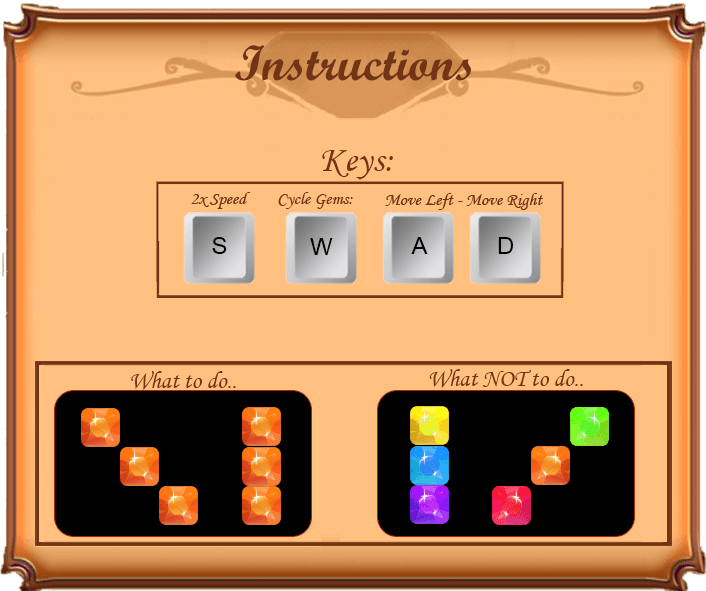 Instructions
Keys:
2x Speed Cycle Gems: Move Left - Move Right
S W A D
What to do.. What NOT to do..